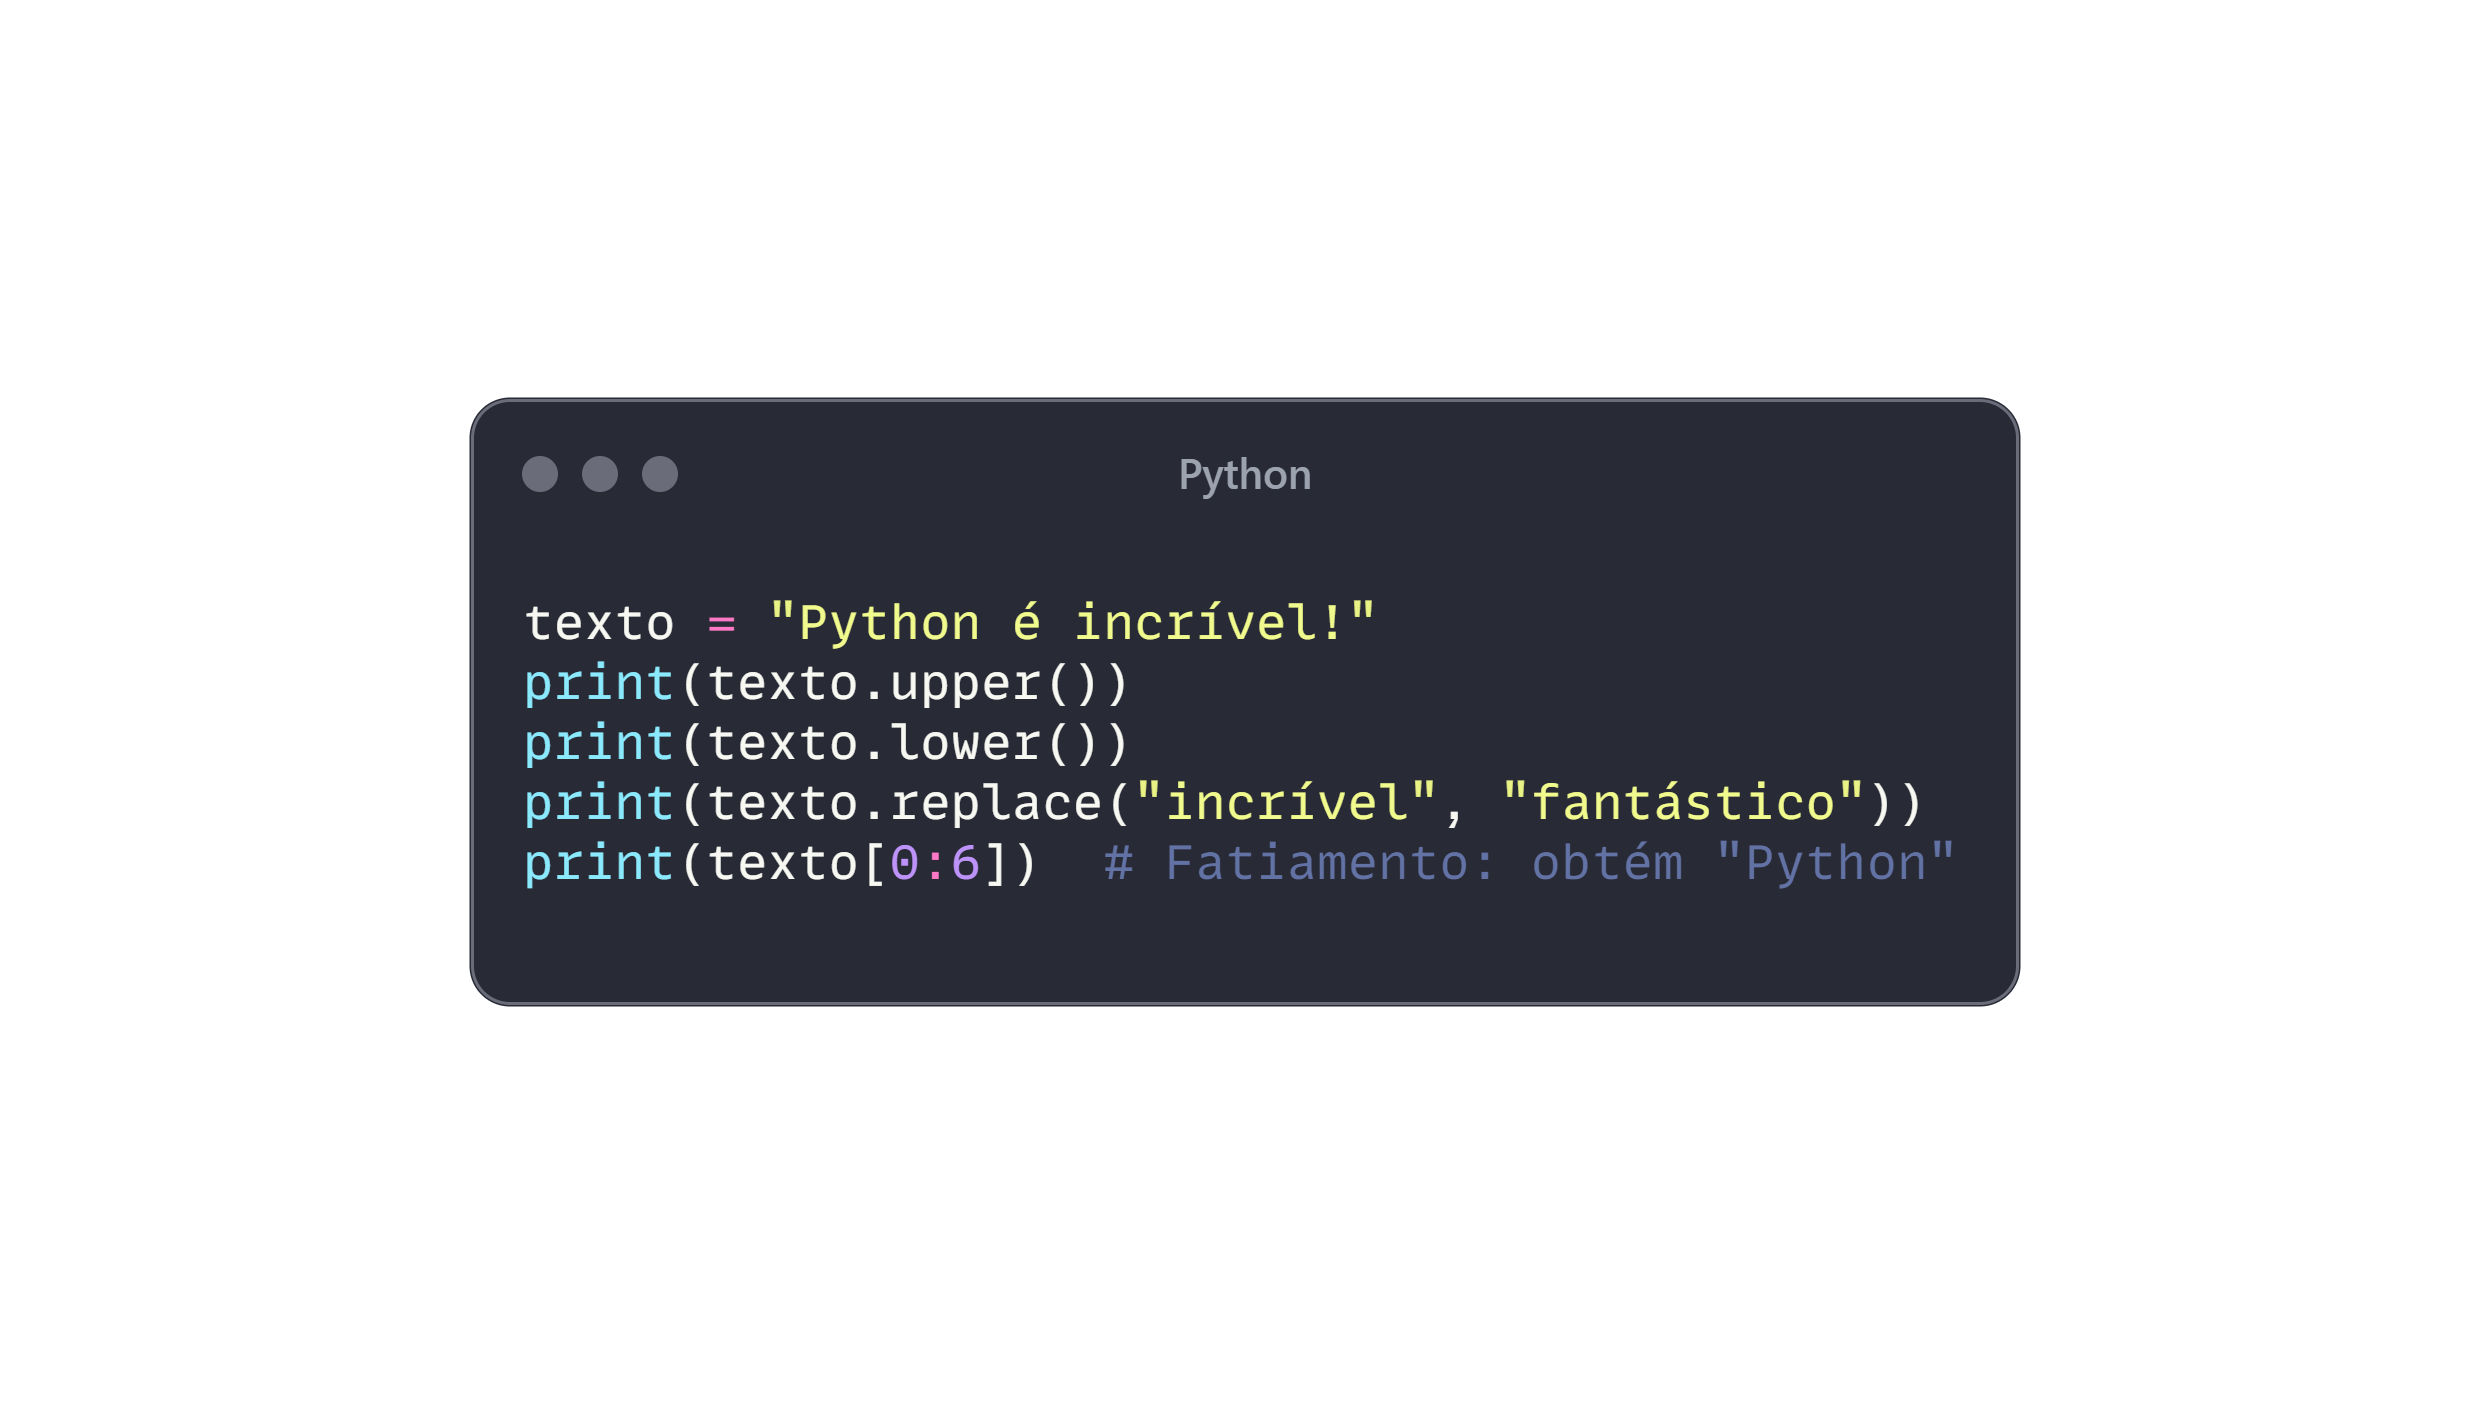 Python
texto = "Python é incrível!"
print(texto.upper())
print(texto.lower())
print(texto.replace("incrível", "fantástico"))
print(texto[0:6])  # Fatiamento: obtém "Python"